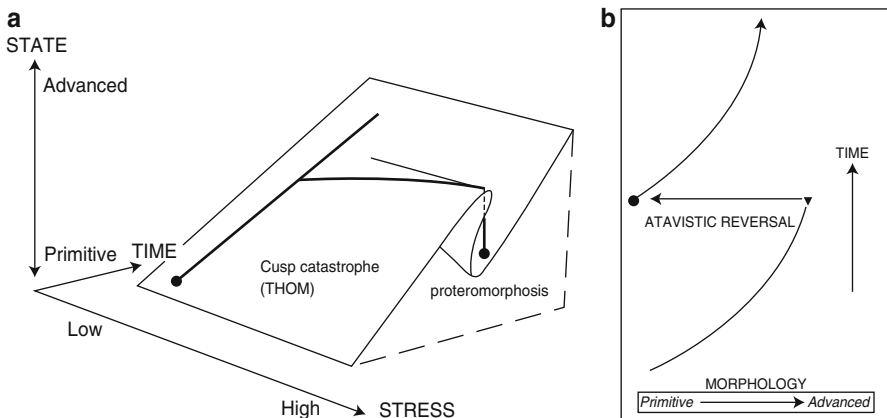 a
STATE
Advanced
Primitive
TIME
Low
High
STRESS
Cusp catastrophe
(THOM)
proteromorphosis
b
TIME
ATAVISTIC REVERSAL
MORPHOLOGY
Primitive
Advanced